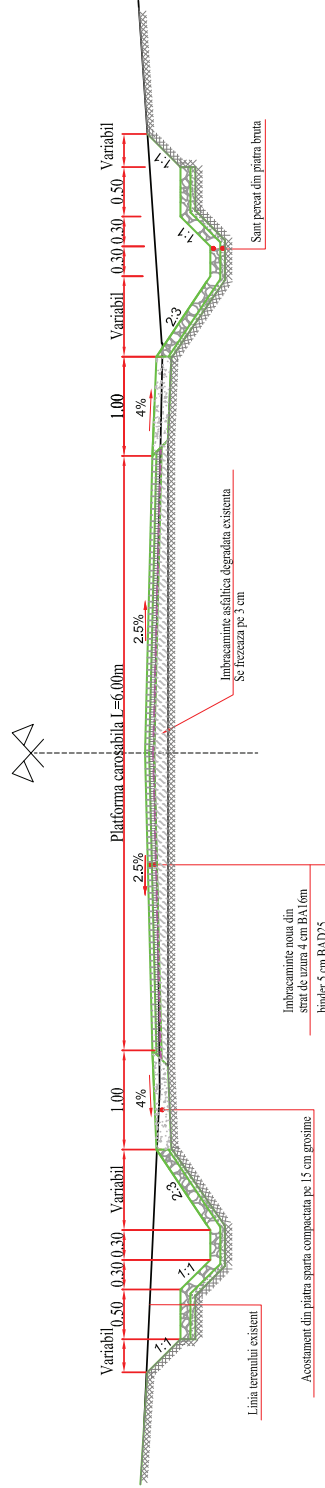 Variabil
0.50
0.30
0.30
Variabil
1.00
Platforma carosabila L=6.00m
1.00
Variabil
0.30
0.30
0.50
Variabil
1:1
1:1
2:3
4%
2.5%
2.5%
4%
2:3
1:1
1:1
Linia terenului existent
Acostament din piatra sparta compactata pe 15 cm grosime
Imbracaminte noua din
strat de uzura 4 cm BA16m
binder 5 cm BAD25
Imbracaminte asfaltica degradata existenta
Se frezeaza pe 3 cm
Sant pereat din piatra bruta